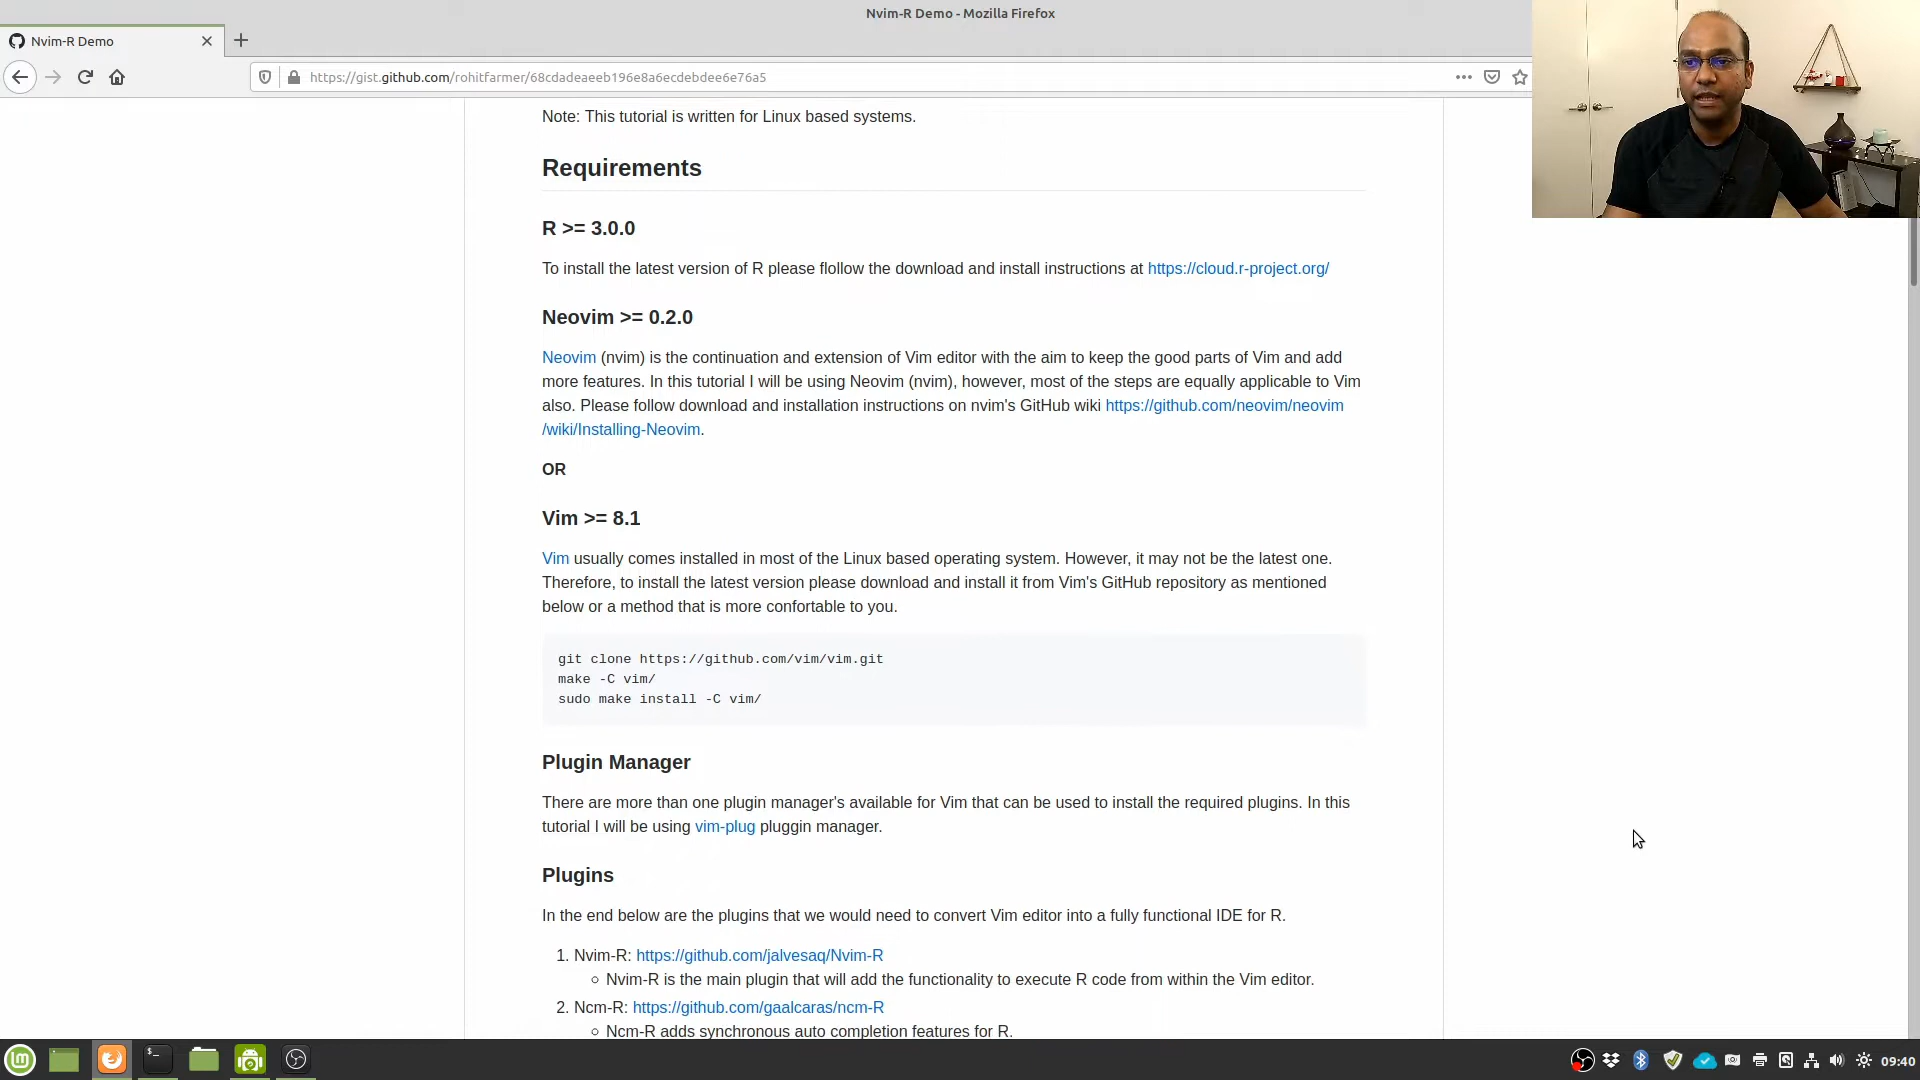 Nvim-R Demo - Mozilla Firefox
Nvim-R Demo
https://gist.github.com/rohitfarmer/68cdadeaeeb196e8a6ecdebdee6e76a5
Note: This tutorial is written for Linux based systems.
Requirements
R >= 3.0.0
To install the latest version of R please flollow the download and install instructions at https://cloud.r-project.org/
Neovim >= 0.2.0
Neovim (nvim) is the continuation and extension of Vim editor with the aim to keep the good parts of Vim and add
more features. In this tutorial I will be using Neovim (nvim), however, most of the steps are equally applicable to Vim
also. Please follow download and installation instructions on nvim's GitHub wiki https://github.com/neovim/neovim
/wiki/Installing-Neovim.
OR
Vim >= 8.1
Vim usually comes installed in most of the Linux based operating system. However, it may not be the latest one.
Therefore, to install the latest version please download and install it from Vim's GitHub repository as mentioned
below or a method that is more confortable to you.
git clone https://github.com/vim/vim.git
make -C vim/
sudo make install -C vim/
Plugin Manager
There are more than one plugin manager's available for Vim that can be used to install the required plugins. In this
tutorial I will be using vim-plug pluggin manager.
Plugins
In the end below are the plugins that we would need to convert Vim editor into a fully functional IDE for R.
1. Nvim-R: https://github.com/jalvesaq/Nvim-R
Nvim-R is the main plugin that will add the functionality to execute R code from within the Vim editor.
2. Ncm-R: https://github.com/gaalcaras/ncm-R
Ncm-R adds synchronous auto completion features for R.
09:40